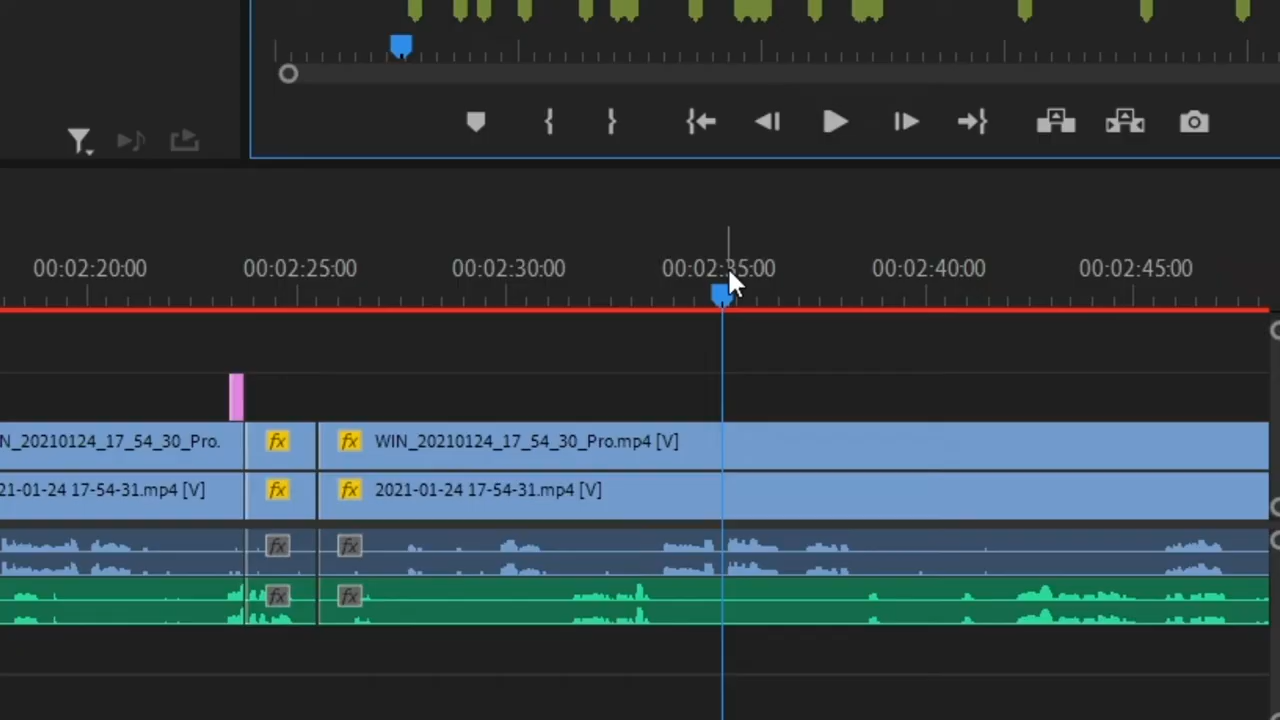 00:02:20:00 00:02:25:00 00:02:30:00 00:02:35:00 00:02:40:00 00:02:45:00
N_20210124_17_54_30_Pro. fx fx WIN_20210124_17_54_30_Pro.mp4 [V]
21-01-24 17-54-31.mp4 [V] fx fx 2021-01-24 17-54-31.mp4 [V]
fx fx
fx fx